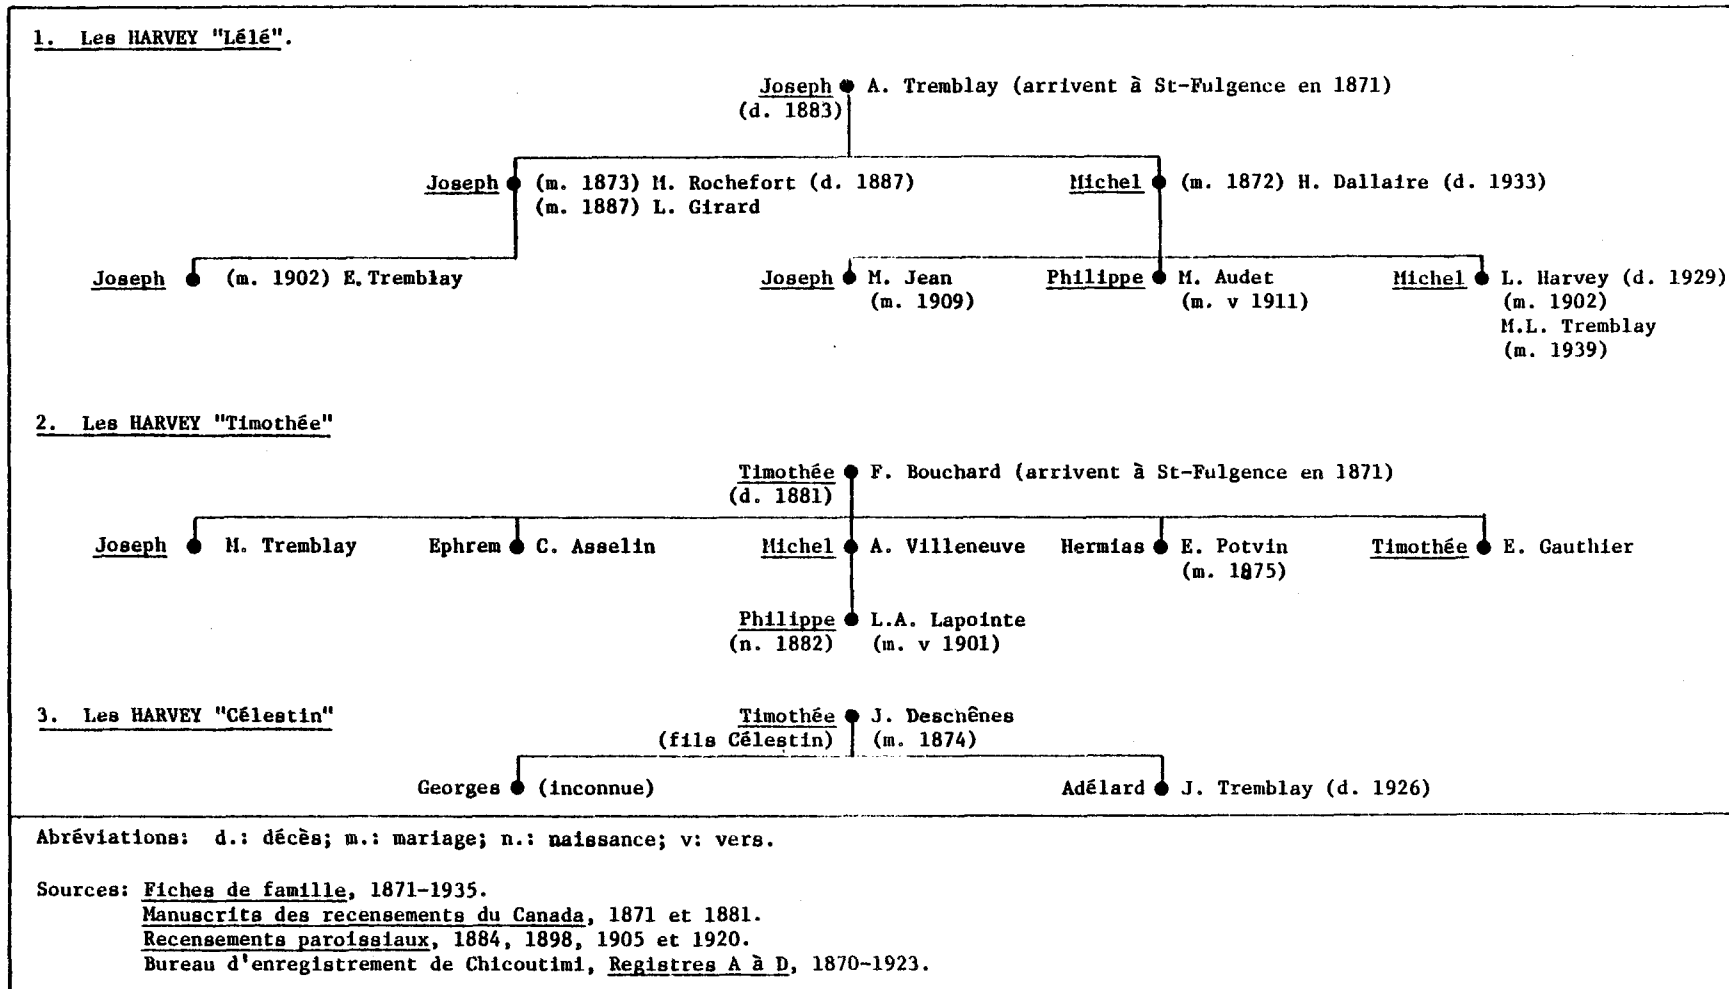 1. Les HARVEY "Lélé".
Joseph A. Tremblay (arrivent à St-Fulgence en 1871)
(d. 1883)
Joseph (m. 1873) M. Rochefort (d. 1887) Michel (m. 1872) H. Dallaire (d. 1933)
(m. 1887) L. Girard
Joseph (m. 1902) E. Tremblay Joseph M. Jean Philippe M. Audet Michel L. Harvey (d. 1929)
(m. 1909) (m. v 1911) (m. 1902)
M.L. Tremblay
(m. 1939)
2. Les HARVEY "Timothée"
Timothée F. Bouchard (arrivent à St-Fulgence en 1871)
(d. 1881)
Joseph M. Tremblay Ephrem C. Asselin Michel A. Villeneuve Hermias E. Potvin Timothée E. Gauthier
(m. 1875)
Philippe L.A. Lapointe
(n. 1882) (m. v 1901)
3. Les HARVEY "Célestin" Timothée J. Deschênes
(fils Célestin) (m. 1874)
Georges (inconnue) Adélard J. Tremblay (d. 1926)
Abréviations: d.: décès; m.: mariage; n.: naissance; v: vers.
Sources: Fiches de famille, 1871-1935.
Manuscrits des recensements du Canada, 1871 et 1881.
Recensements paroissiaux, 1884, 1898, 1905 et 1920.
Bureau d'enregistrement de Chicoutimi, Registres A à D, 1870-1923.